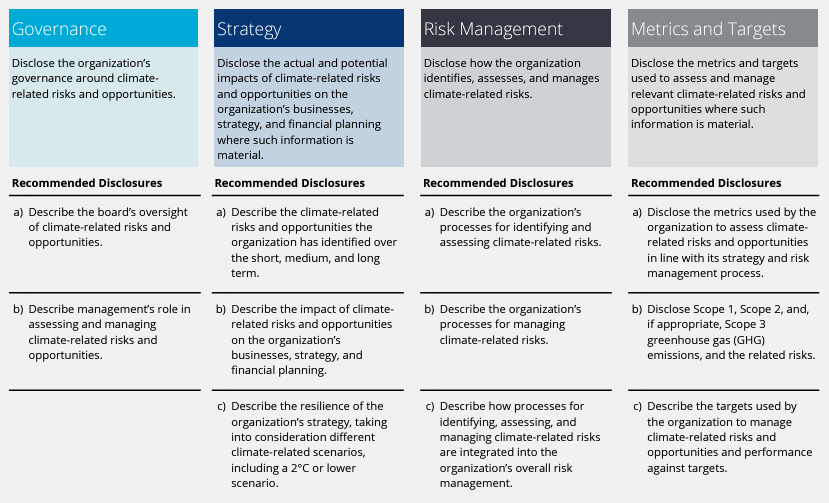 Governance
Disclose the organization's
governance around climate-
related risks and opportunities.
Recommended Disclosures
a) Describe the board's oversight
of climate-related risks and
opportunities.
b) Describe management's role in
assessing and managing
climate-related risks and
opportunities.
Strategy
Disclose the actual and potential
impacts of climate-related risks
and opportunities on the
organization's businesses,
strategy, and financial planning
where such information is
material.
Recommended Disclosures
a) Describe the climate-related
risks and opportunities the
organization has identified over
the short, medium, and long
term.
b) Describe the impact of climate-
related risks and opportunities
on the organization's
businesses, strategy, and
financial planning.
c) Describe the resilience of the
organization's strategy, taking
into consideration different
climate-related scenarios,
including a 2°C or lower
scenario.
Risk Management
Disclose how the organization
identifies, assesses, and manages
climate-related risks.
Recommended Disclosures
a) Describe the organization's
processes for identifying and
assessing climate-related risks.
b) Describe the organization's
processes for managing
climate-related risks.
c) Describe how processes for
identifying, assessing, and
managing climate-related risks
are integrated into the
organization's overall risk
management.
Metrics and Targets
Disclose the metrics and targets
used to assess and manage
relevant climate-related risks and
opportunities where such
information is material.
Recommended Disclosures
a) Disclose the metrics used by the
organization to assess climate-
related risks and opportunities
in line with its strategy and risk
management process.
b) Disclose Scope 1, Scope 2, and,
if appropriate, Scope 3
greenhouse gas (GHG)
emissions, and the related risks.
c) Describe the targets used by
the organization to manage
climate-related risks and
opportunities and performance
against targets.